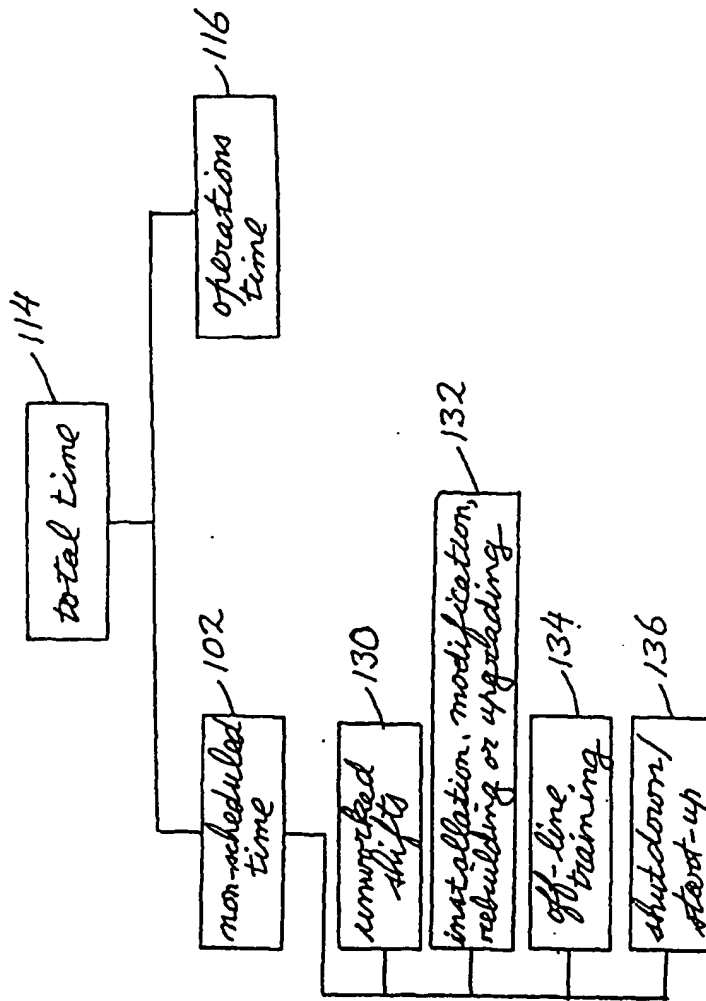 total time
114
operations
time
116
non-scheduled
time
102
unworked
shifts
130
installation, modification,
rebuilding or upgrading
132
off-line
training
134
shutdown/
start-up
136